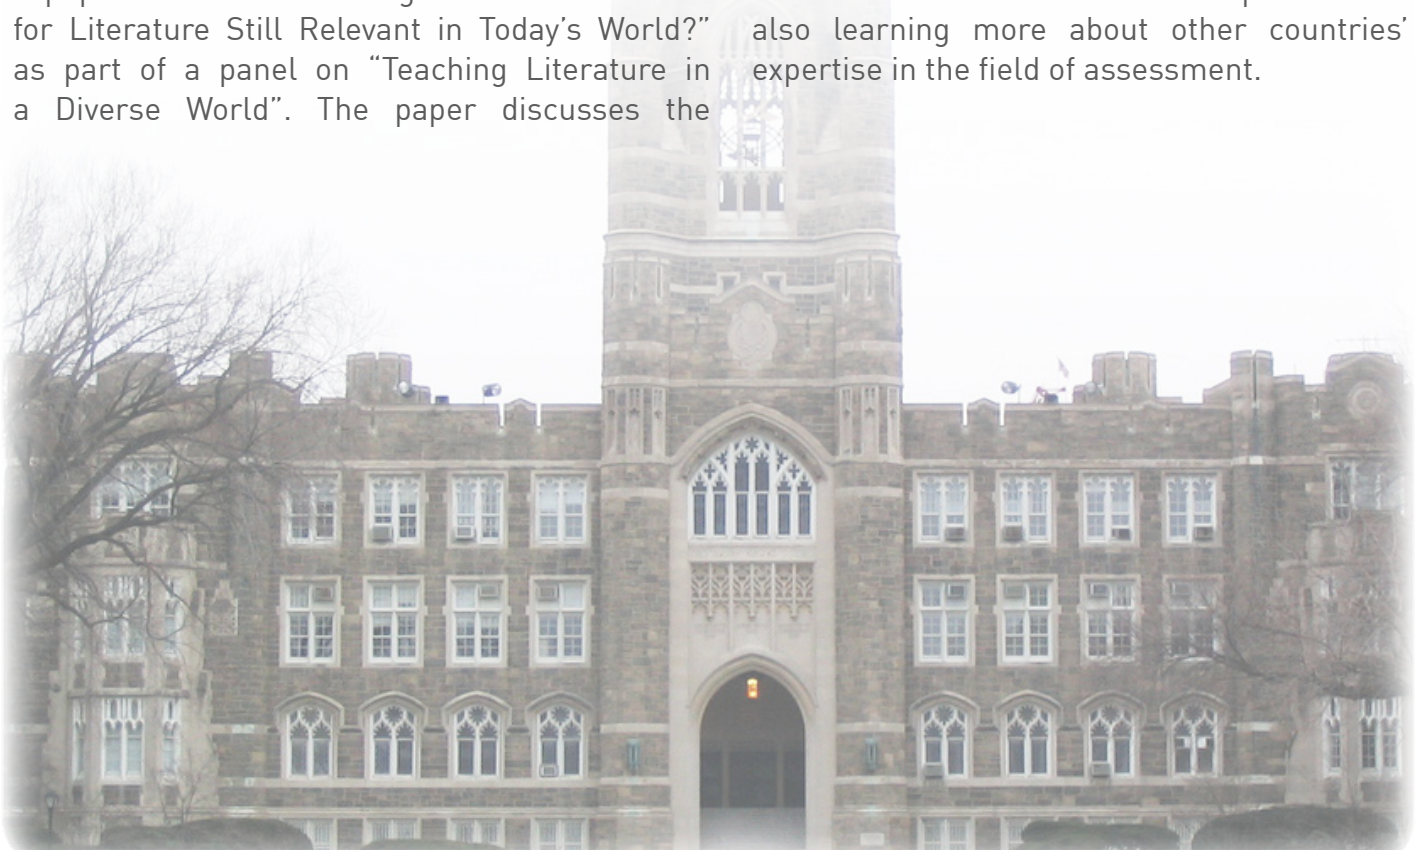 for Literature Still Relevant in Today’s World?”
as part of a panel on “Teaching Literature in
a Diverse World”. The paper discusses the
also learning more about other countries’
expertise in the field of assessment.